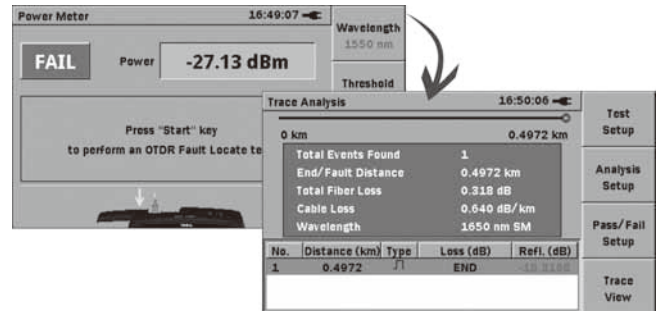 Power Meter 16:49:07
Wavelength
1550 nm
FAIL Power -27.13 dBm
Threshold
Press "Start" key
to perform an OTDR Fault Locate te
Trace Analysis 16:50:06
0 km 0.4972 km
Total Events Found 1
End/Fault Distance 0.4972 km
Total Fiber Loss 0.318 dB
Cable Loss 0.640 dB/km
Wavelength 1650 nm SM
No. Distance (km) Type Loss (dB) Refl. (dB)
1 0.4972 END
Test
Setup
Analysis
Setup
Pass/Fail
Setup
Trace
View